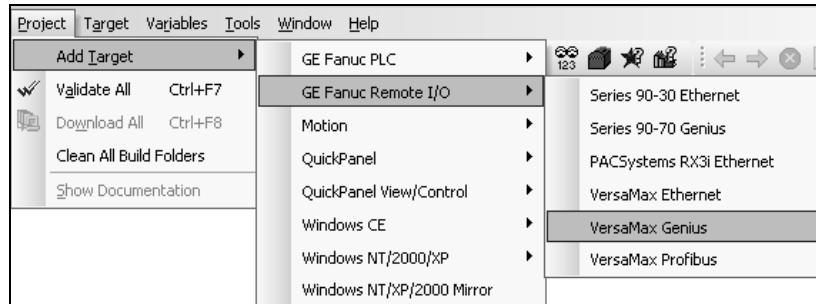 Project Target Variables Tools Window Help
Add Target
Validate All Ctrl+F7
Download All Ctrl+F8
Clean All Build Folders
Show Documentation
GE Fanuc PLC
GE Fanuc Remote I/O
Motion
QuickPanel
QuickPanel View/Control
Windows CE
Windows NT/2000/XP
Windows NT/XP/2000 Mirror
123
Series 90-30 Ethernet
Series 90-70 Genius
PACSystems RX3i Ethernet
VersaMax Ethernet
VersaMax Genius
VersaMax Profibus